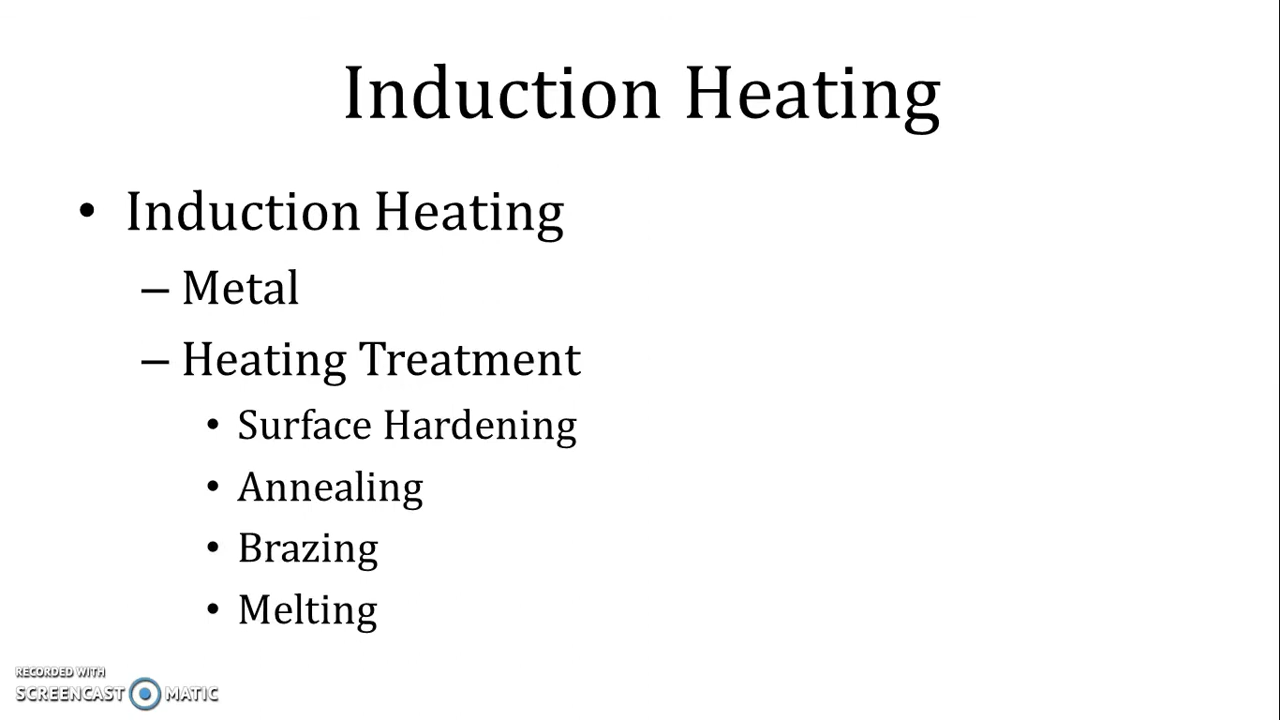 Induction Heating
• Induction Heating
– Metal
– Heating Treatment
• Surface Hardening
• Annealing
• Brazing
• Melting
RECORDED WITH
SCREENCAST MATIC